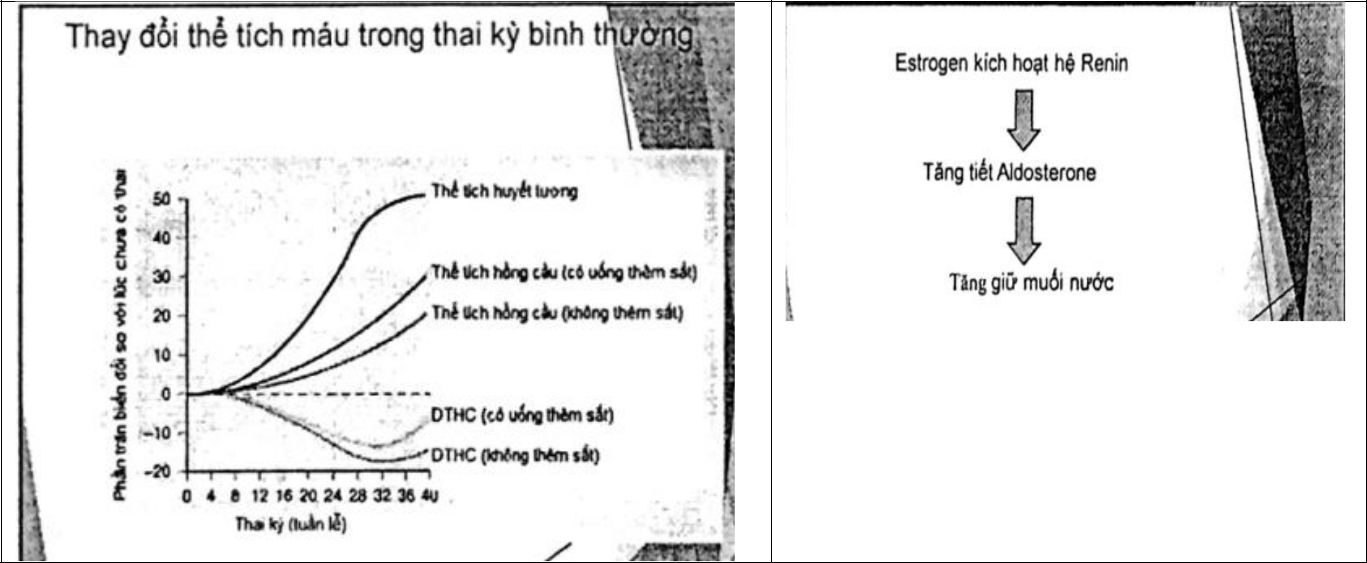 Thay đổi thể tích máu trong thai kỳ bình thường
Phần trăn biến đổi so với lúc chưa có thai
50
40
30
20
10
0
-10
-20
0 4 8 12 16 20 24 28 32 36 40
Thai kỳ (tuần lễ)
Thể tích huyết tương
Thể tích hồng cầu (có uống thêm sắt)
Thể tích hồng cầu (không thêm sắt)
DTHC (có uống thêm sắt)
DTHC (không thêm sắt)
Estrogen kích hoạt hệ Renin
Tăng tiết Aldosterone
Tăng giữ muối nước